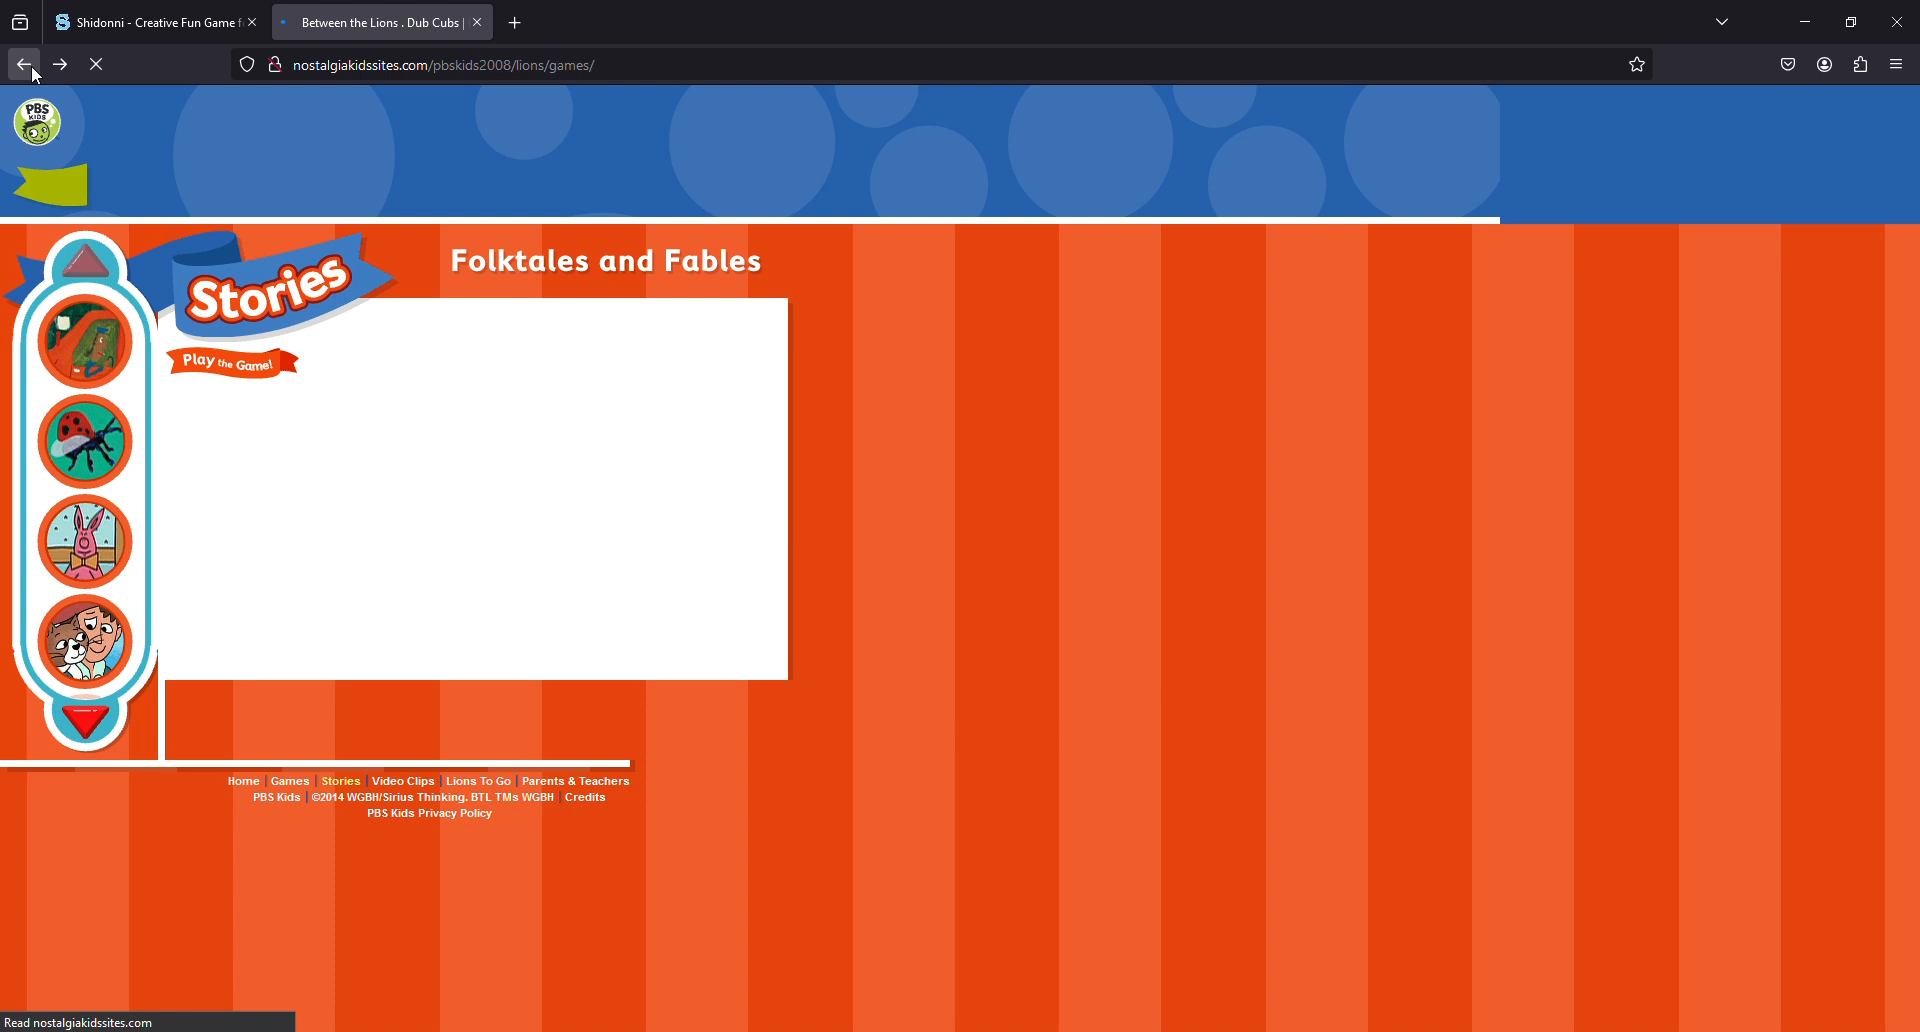 Shidonni - Creative Fun Game f
Between the Lions . Dub Cubs |
nostalgiakidssites.com/pbskids2008/lions/games/
PBS
KIDS
Stories
Folktales and Fables
Play the Game!
Home | Games | Stories | Video Clips | Lions To Go | Parents & Teachers
PBS Kids | ©2014 WGBH/Sirius Thinking. BTL TMs WGBH | Credits
PBS Kids Privacy Policy
Read nostalgiakidssites.com